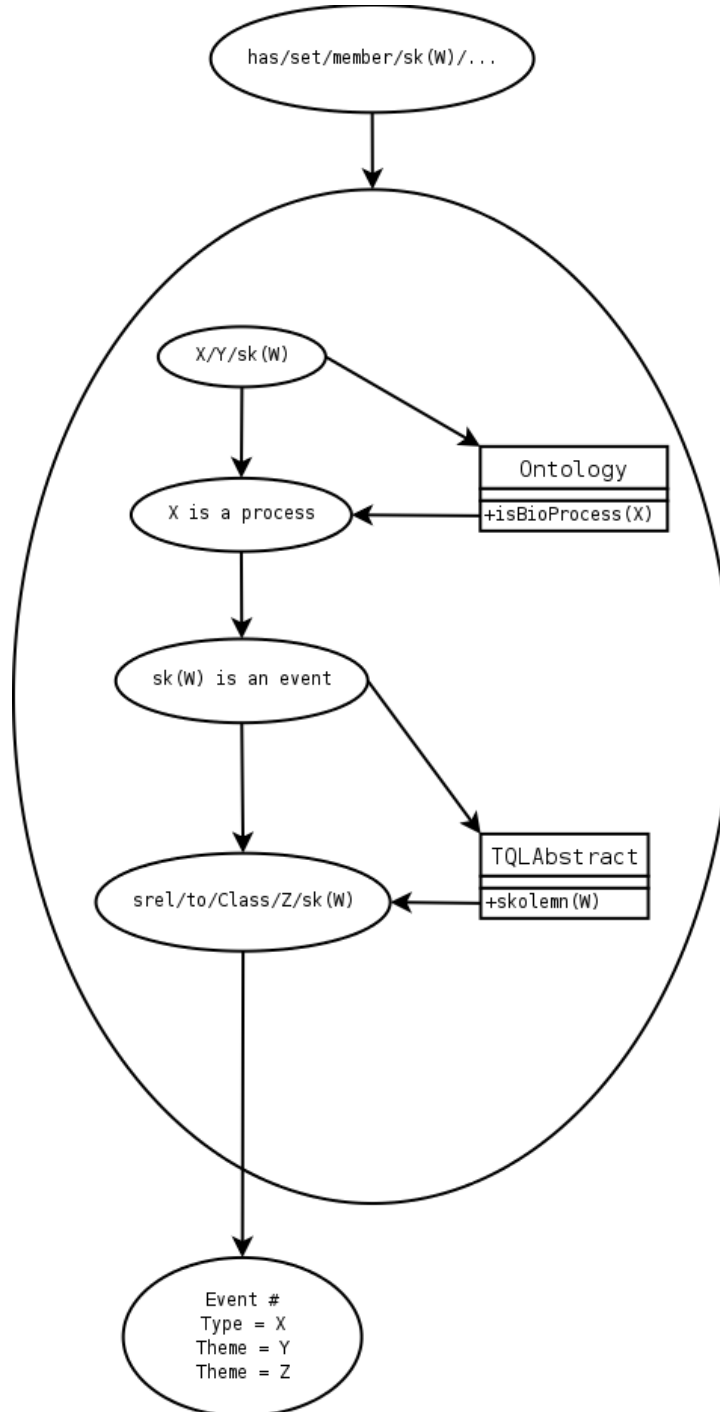 has/set/member/sk(W)/...
X/Y/sk(W)
Ontology
+isBioProcess(X)
X is a process
sk(W) is an event
TQLAbstract
+skolemn(W)
srel/to/Class/Z/sk(W)
Event #
Type = X
Theme = Y
Theme = Z